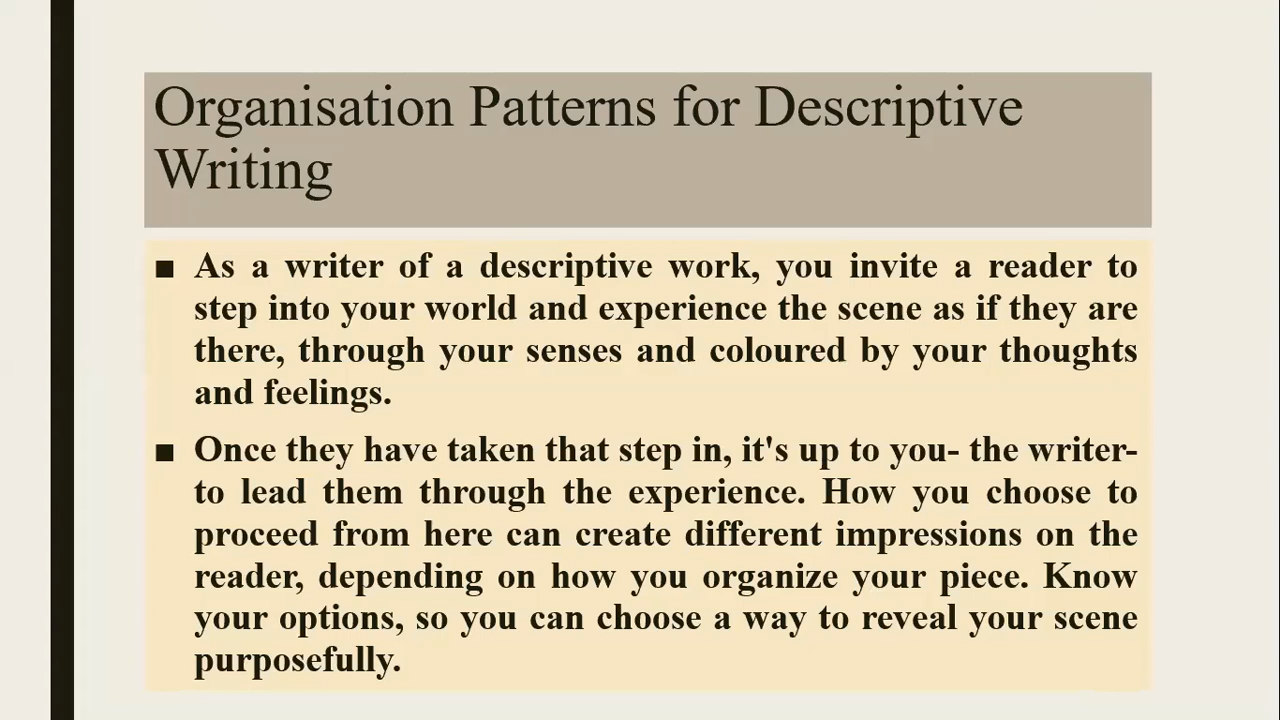 Organisation Patterns for Descriptive
Writing
■ As a writer of a descriptive work, you invite a reader to
step into your world and experience the scene as if they are
there, through your senses and coloured by your thoughts
and feelings.
■ Once they have taken that step in, it's up to you- the writer-
to lead them through the experience. How you choose to
proceed from here can create different impressions on the
reader, depending on how you organize your piece. Know
your options, so you can choose a way to reveal your scene
purposefully.